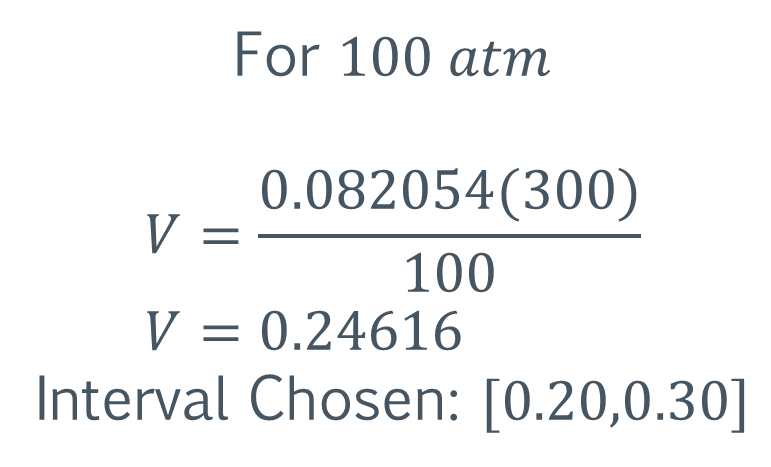 For 100 atm
V = 0.082054(300) / 100
V = 0.24616
Interval Chosen: [0.20,0.30]